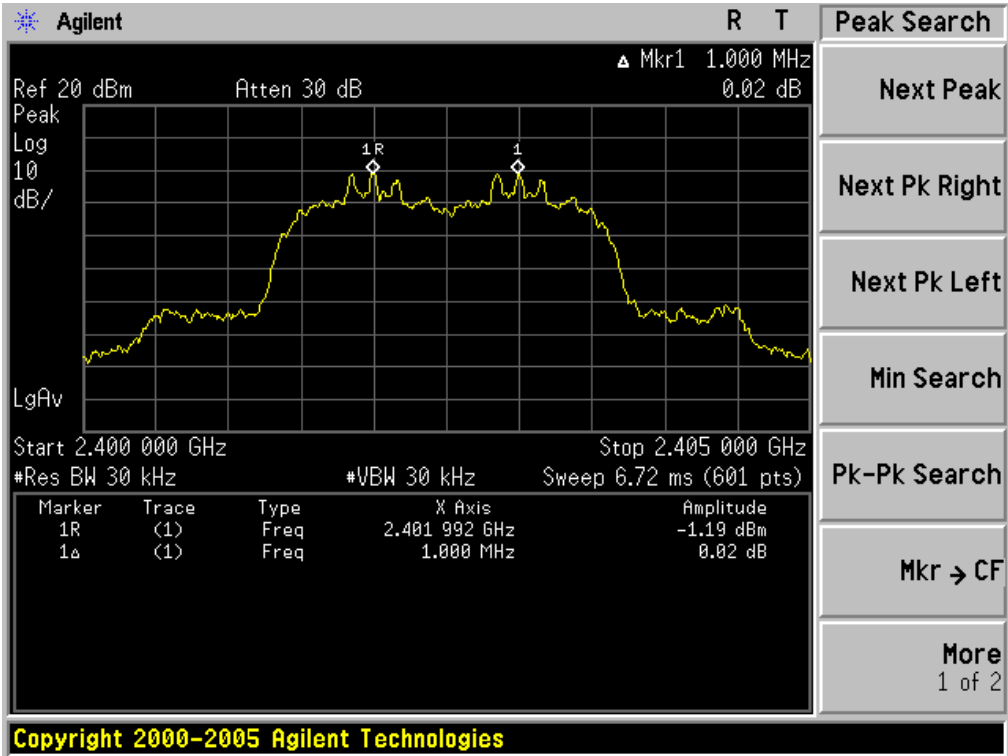 Agilent R T Peak Search
Δ Mkr1 1.000 MHz
Ref 20 dBm Atten 30 dB 0.02 dB
Peak
Log
10
dB/
1R 1
LgAv
Start 2.400 000 GHz Stop 2.405 000 GHz
#Res BW 30 kHz #VBW 30 kHz Sweep 6.72 ms (601 pts)
Marker Trace Type X Axis Amplitude
1R (1) Freq 2.401 992 GHz -1.19 dBm
1Δ (1) Freq 1.000 MHz 0.02 dB
Next Peak
Next Pk Right
Next Pk Left
Min Search
Pk-Pk Search
Mkr → CF
More
1 of 2
Copyright 2000-2005 Agilent Technologies